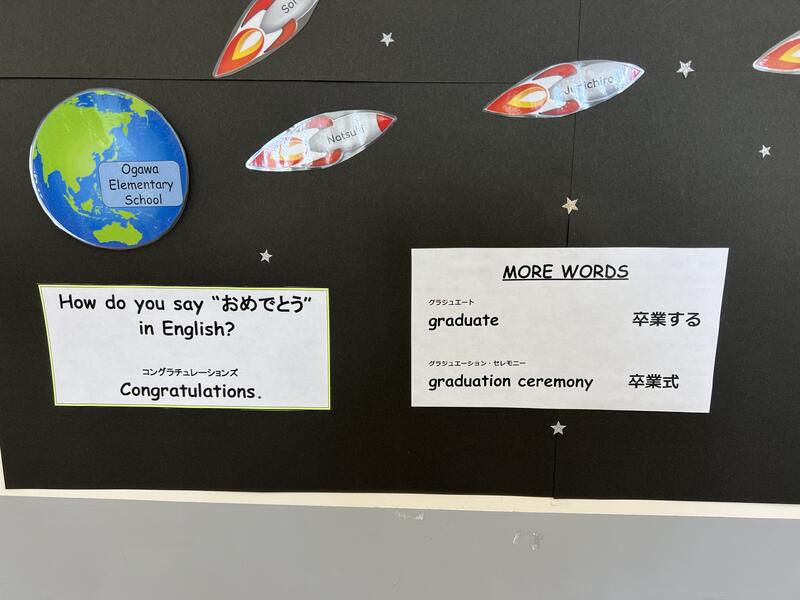 Natsuki
Junichiro
Ogawa
Elementary
School
How do you say “おめでとう”
in English?
コングラチュレーションズ
Congratulations.
MORE WORDS
グラジュエート
graduate 卒業する
グラジュエーション・セレモニー
graduation ceremony 卒業式